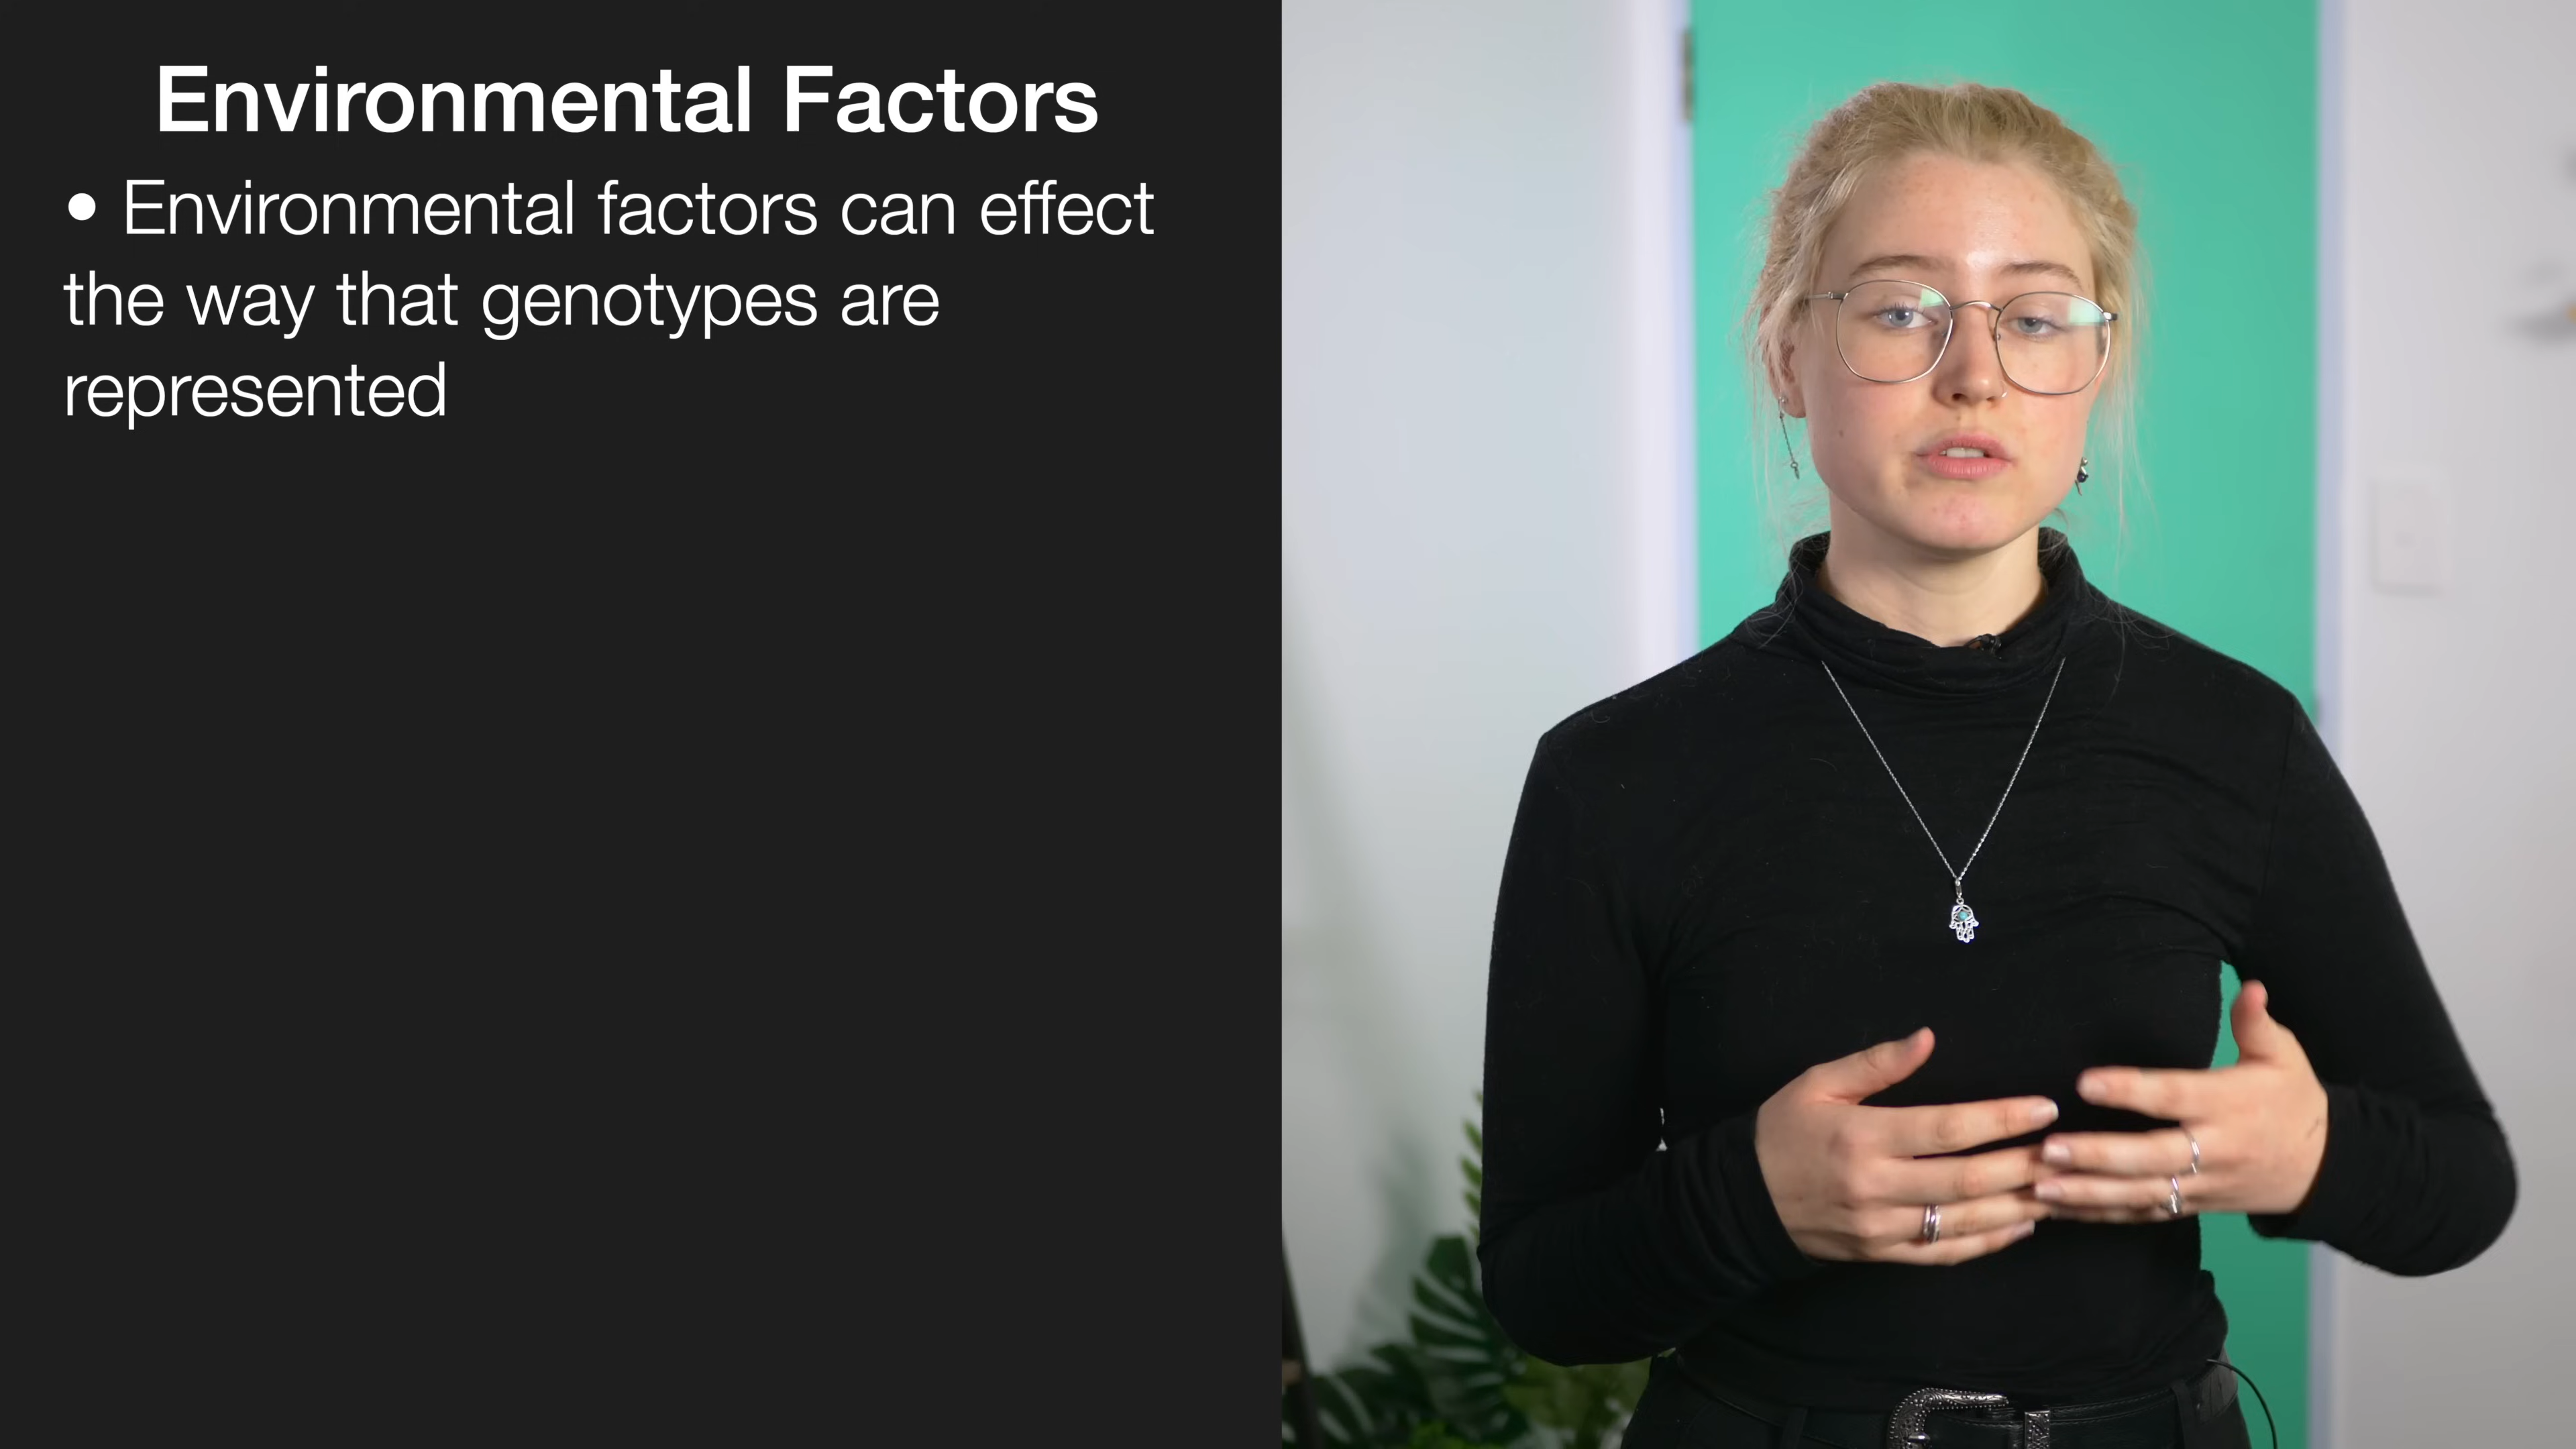 Environmental Factors
• Environmental factors can effect
the way that genotypes are
represented